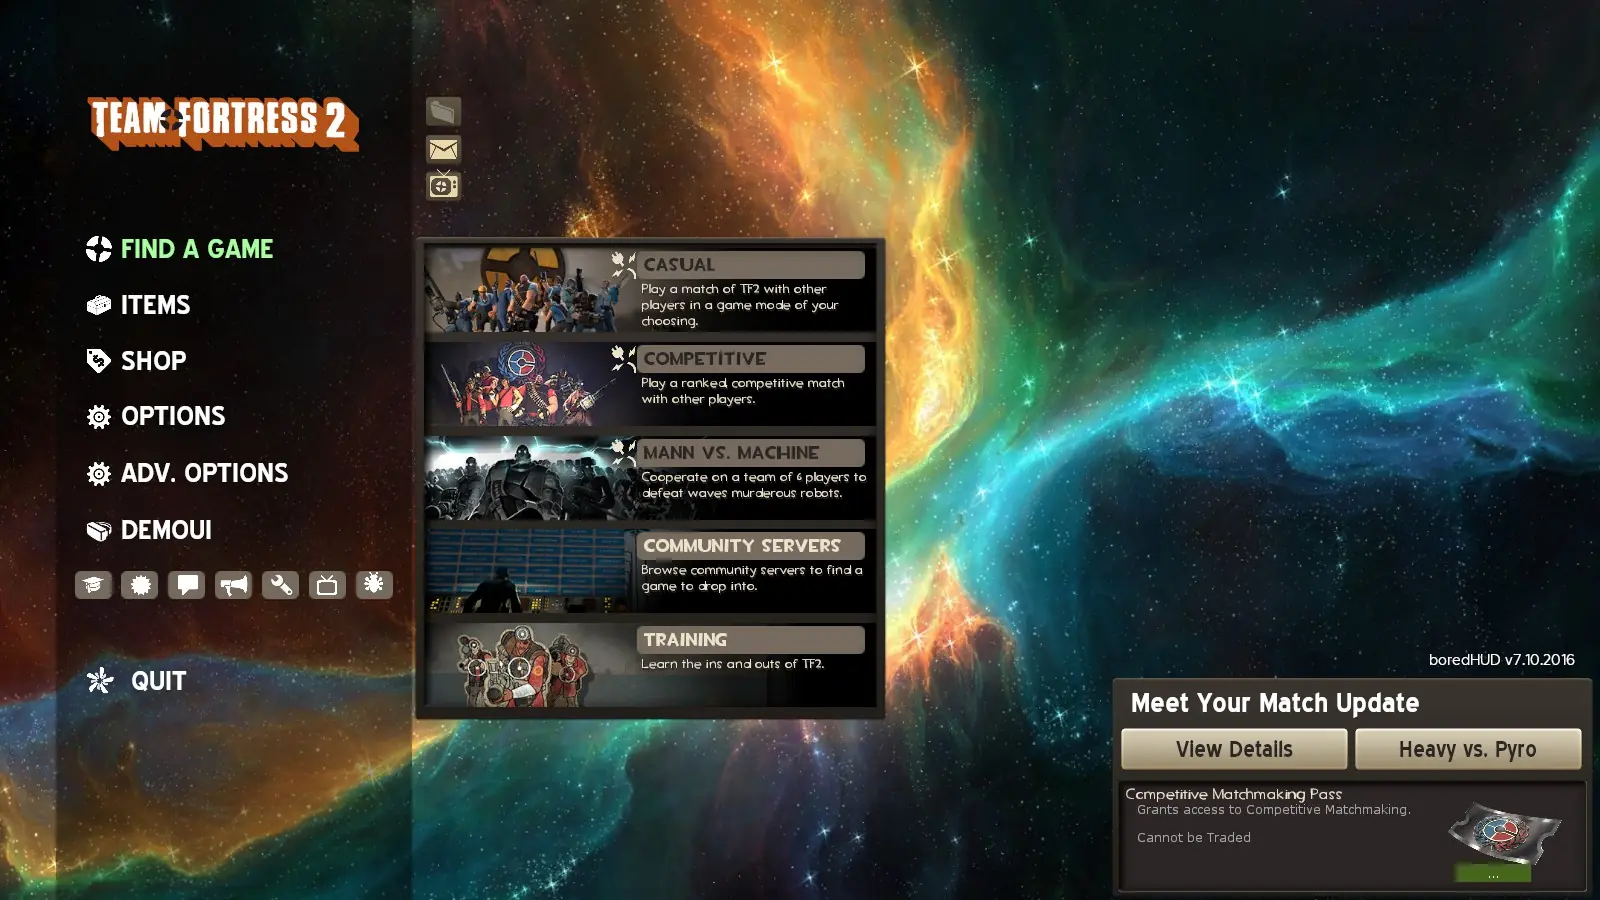 TEAM FORTRESS 2
FIND A GAME
ITEMS
SHOP
OPTIONS
ADV. OPTIONS
DEMOUI
QUIT
CASUAL
Play a match of TF2 with other
players in a game mode of your
choosing.
COMPETITIVE
Play a ranked, competitive match
with other players.
MANN VS. MACHINE
Cooperate on a team of 6 players to
defeat waves murderous robots.
COMMUNITY SERVERS
Browse community servers to find a
game to drop into.
TRAINING
Learn the ins and outs of TF2.
boredHUD v7.10.2016
Meet Your Match Update
View Details
Heavy vs. Pyro
Competitive Matchmaking Pass
Grants access to Competitive Matchmaking.
Cannot be Traded
...